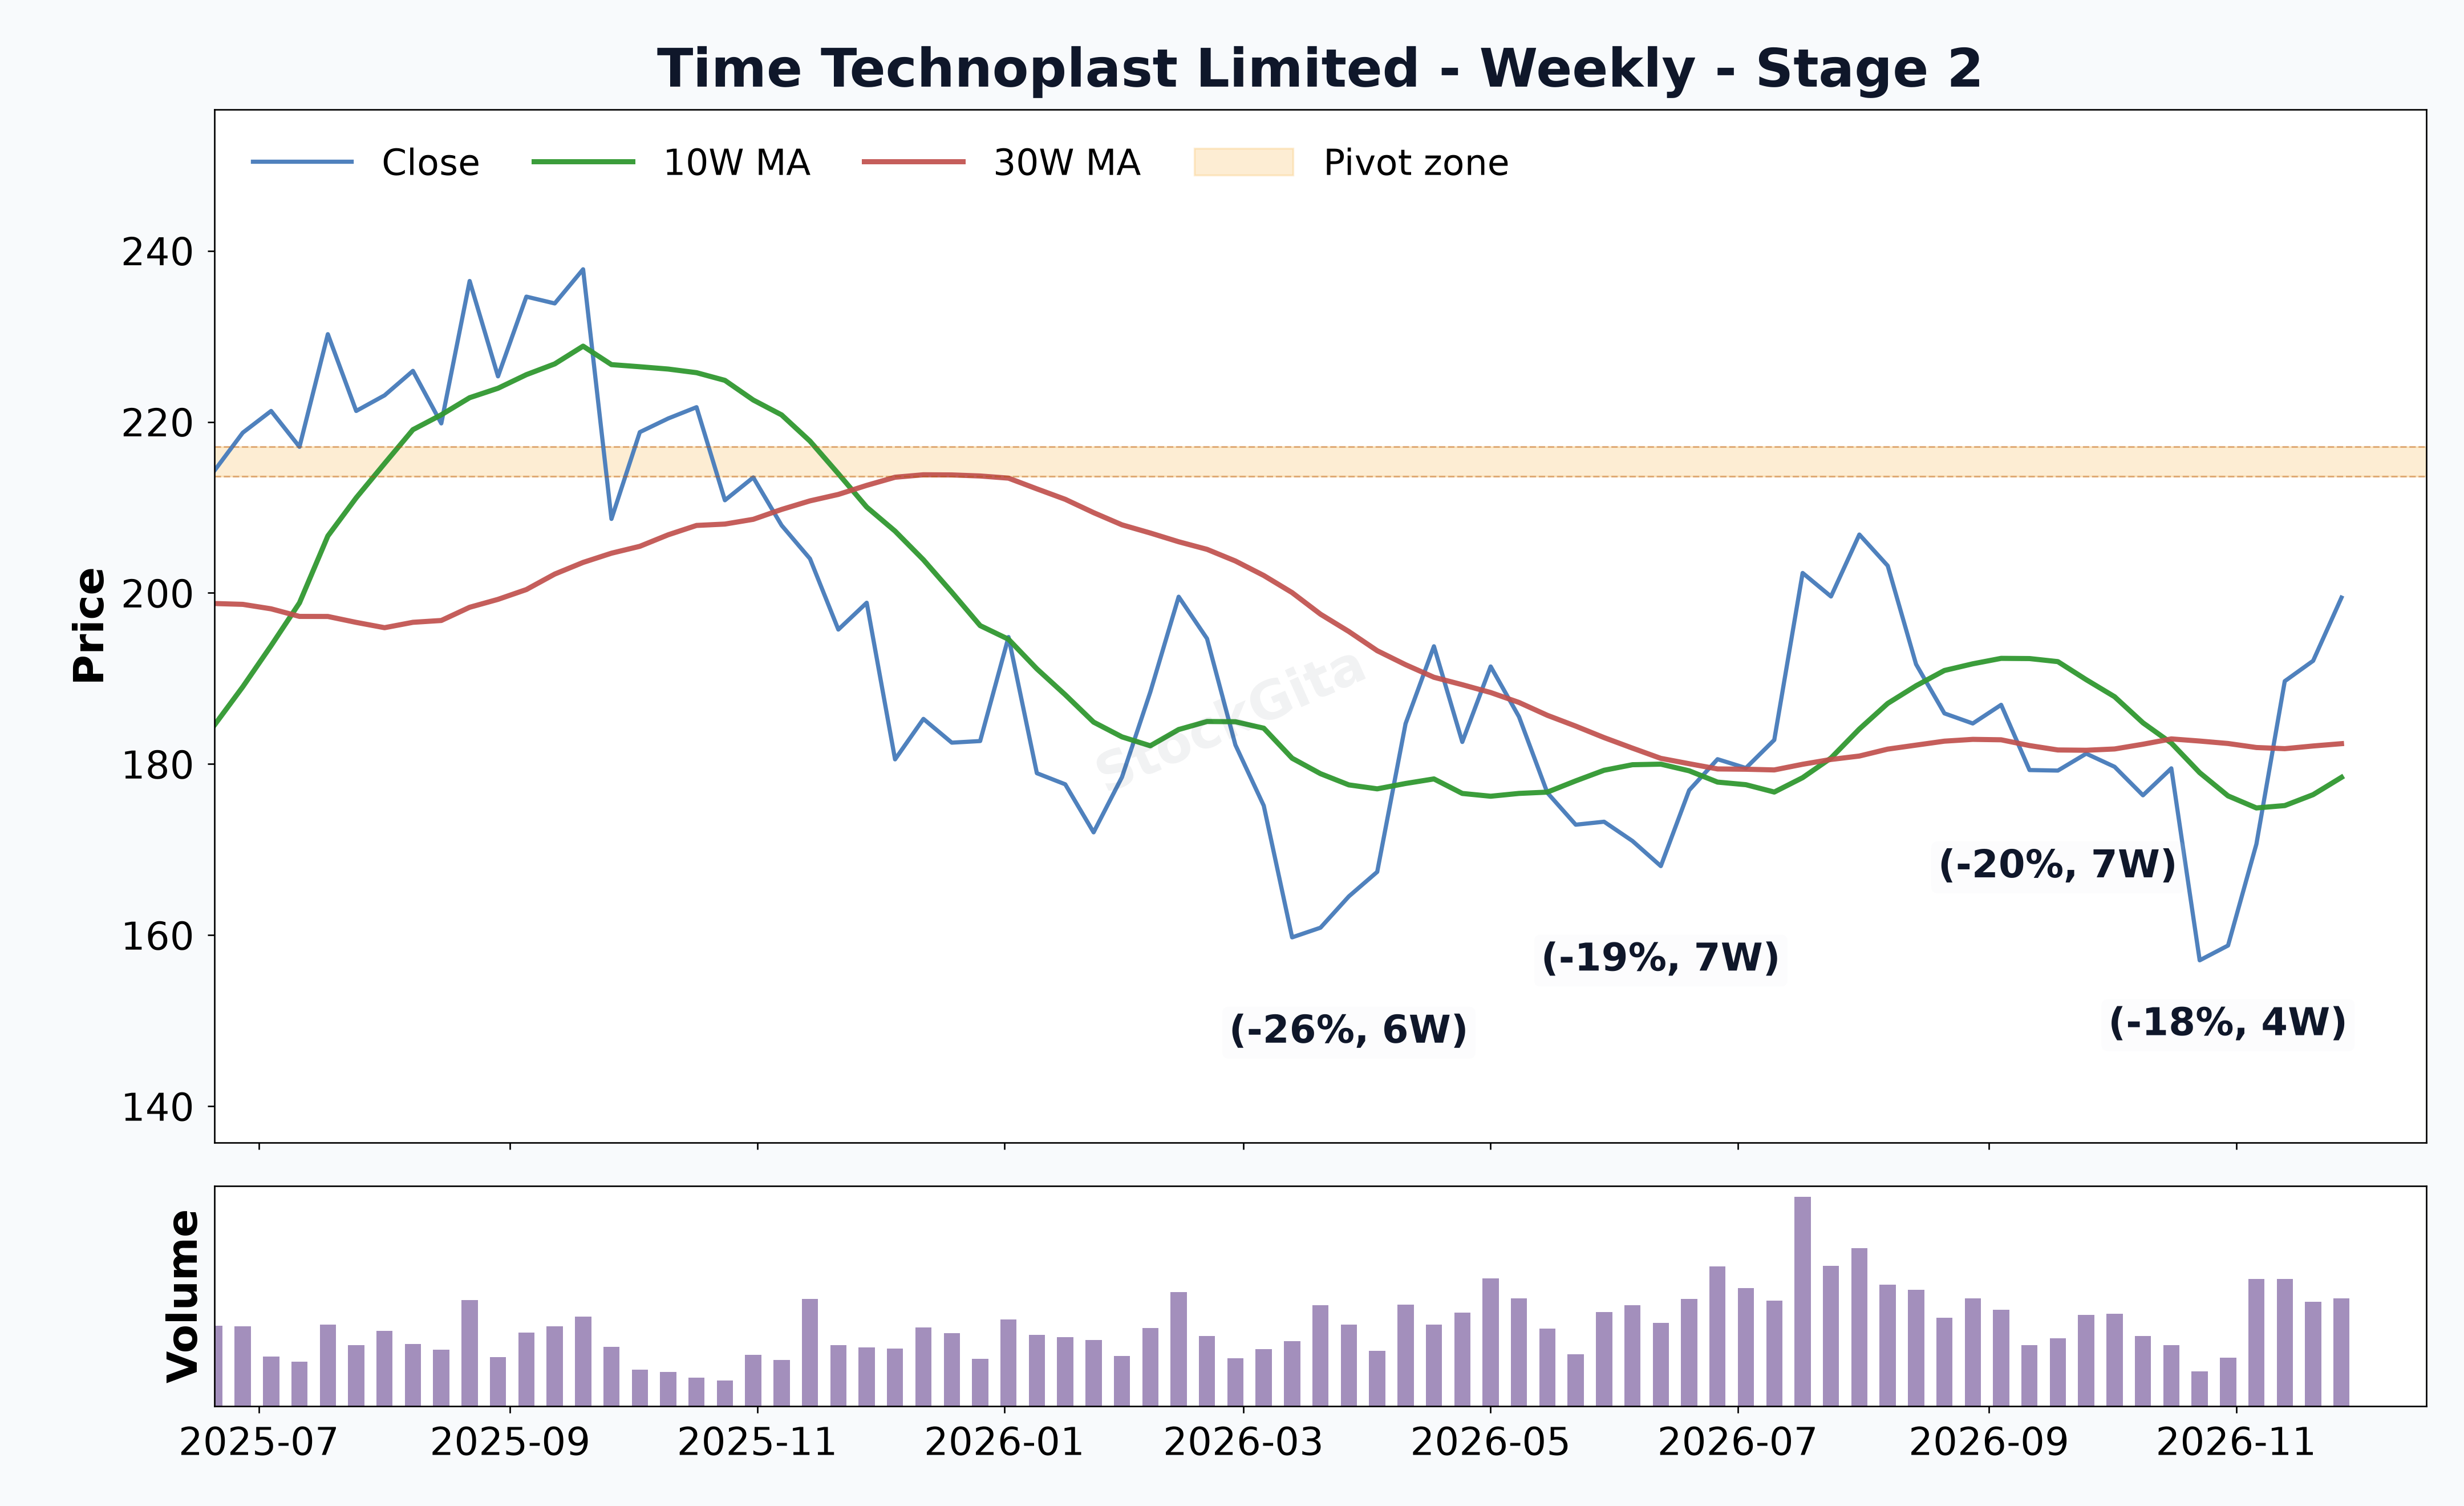 Time Technoplast Limited - Weekly - Stage 2
Close 10W MA 30W MA Pivot zone
240
220
200
180
160
140
Price
StockGita
(-20%, 7W)
(-19%, 7W)
(-26%, 6W)
(-18%, 4W)
Volume
2025-07 2025-09 2025-11 2026-01 2026-03 2026-05 2026-07 2026-09 2026-11